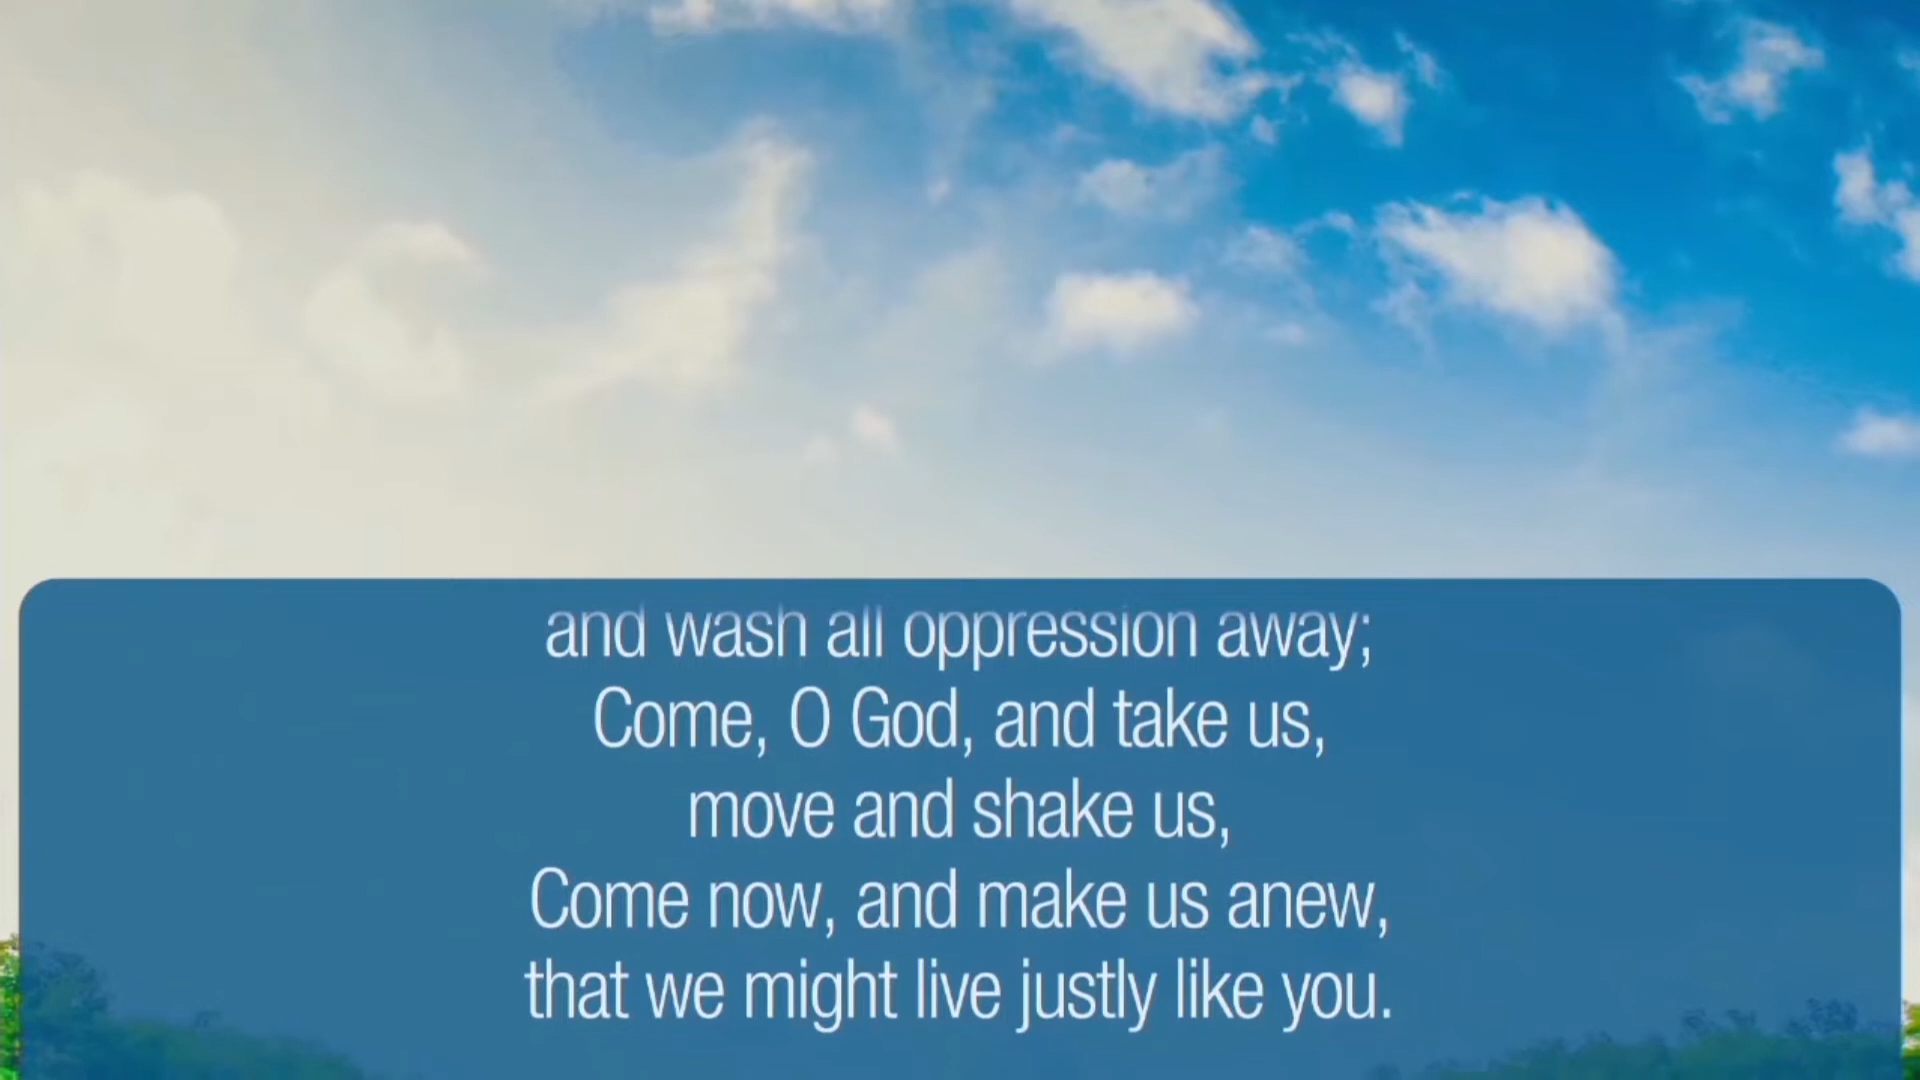 and wash all oppression away;
Come, O God, and take us,
move and shake us,
Come now, and make us anew,
that we might live justly like you.